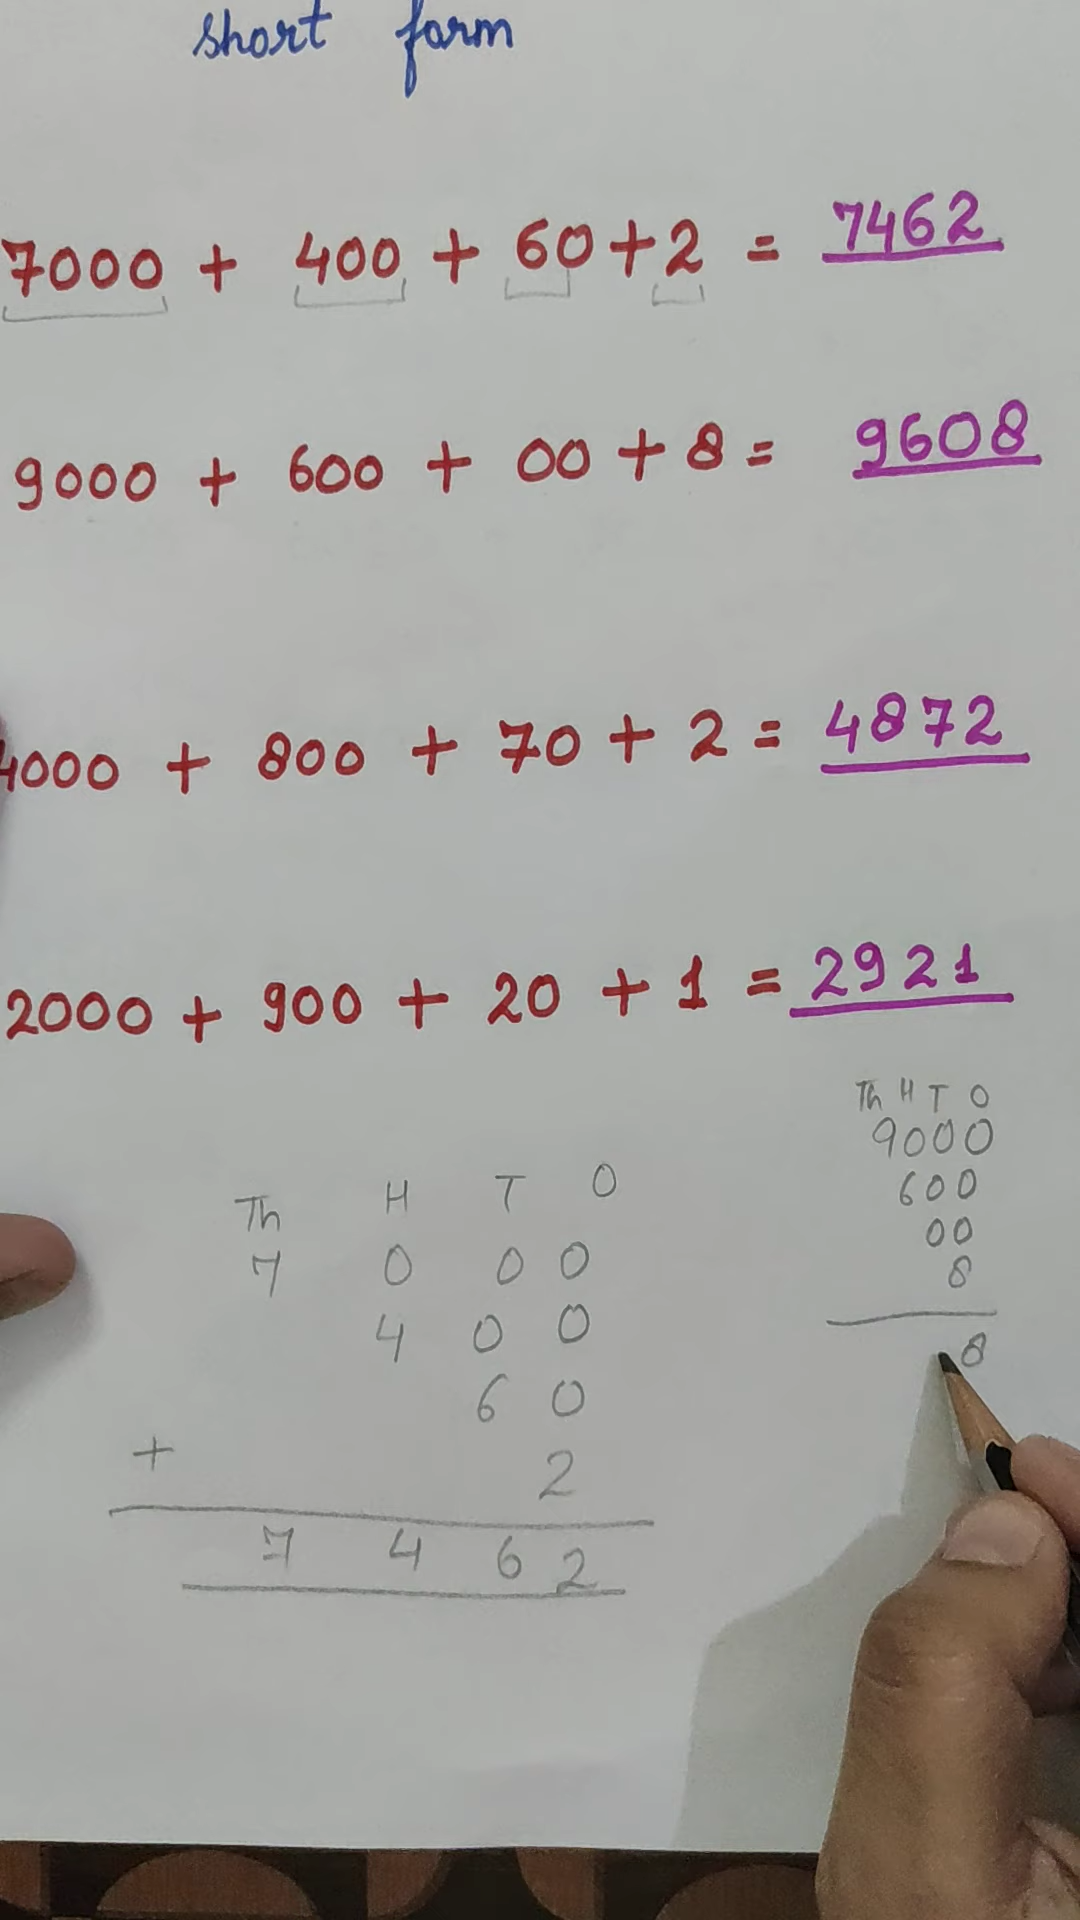 short form
7000 + 400 + 60 + 2 = 7462
9000 + 600 + 00 + 8 = 9608
4000 + 800 + 70 + 2 = 4872
2000 + 900 + 20 + 1 = 2921
Th H T O
7 0 0 0
4 0 0
6 0
+ 2
7 4 6 2
Th H T O
9000
600
00
8
8